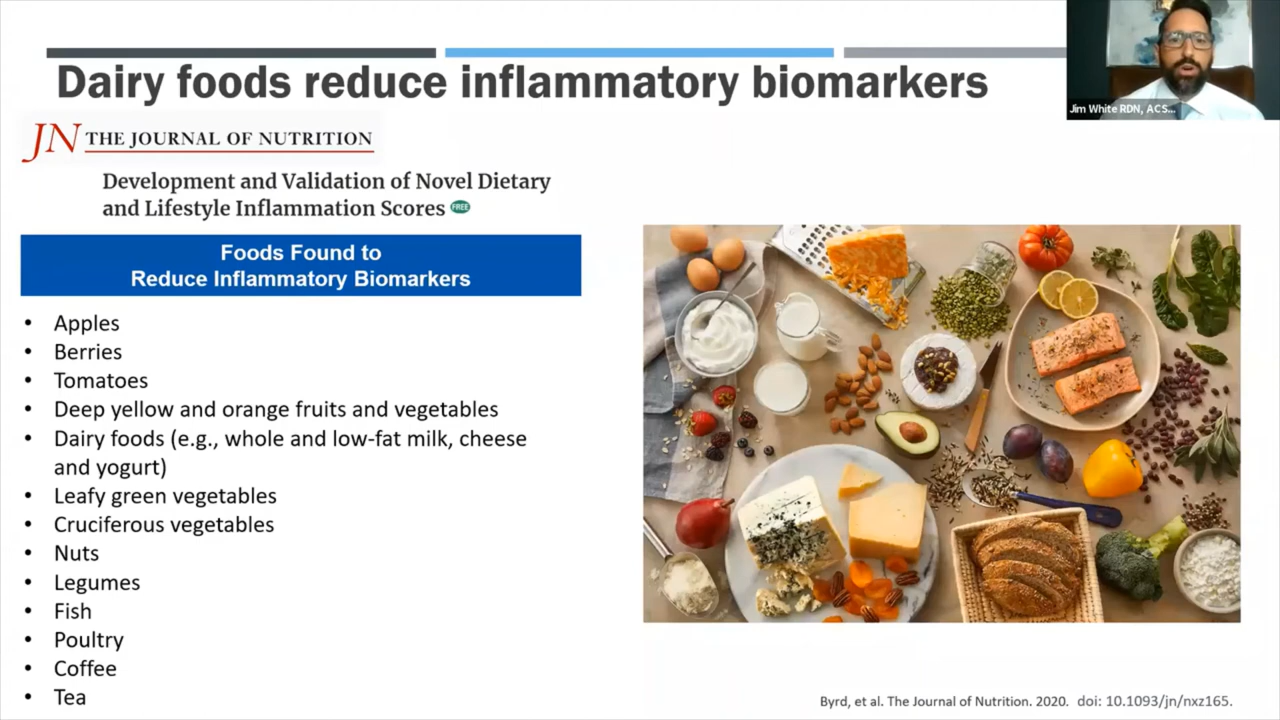 Dairy foods reduce inflammatory biomarkers
Jim White RDN, ACS...
JN THE JOURNAL OF NUTRITION
Development and Validation of Novel Dietary
and Lifestyle Inflammation Scores FREE
Foods Found to
Reduce Inflammatory Biomarkers
• Apples
• Berries
• Tomatoes
• Deep yellow and orange fruits and vegetables
• Dairy foods (e.g., whole and low-fat milk, cheese
and yogurt)
• Leafy green vegetables
• Cruciferous vegetables
• Nuts
• Legumes
• Fish
• Poultry
• Coffee
• Tea
Byrd, et al. The Journal of Nutrition. 2020. doi: 10.1093/jn/nxz165.